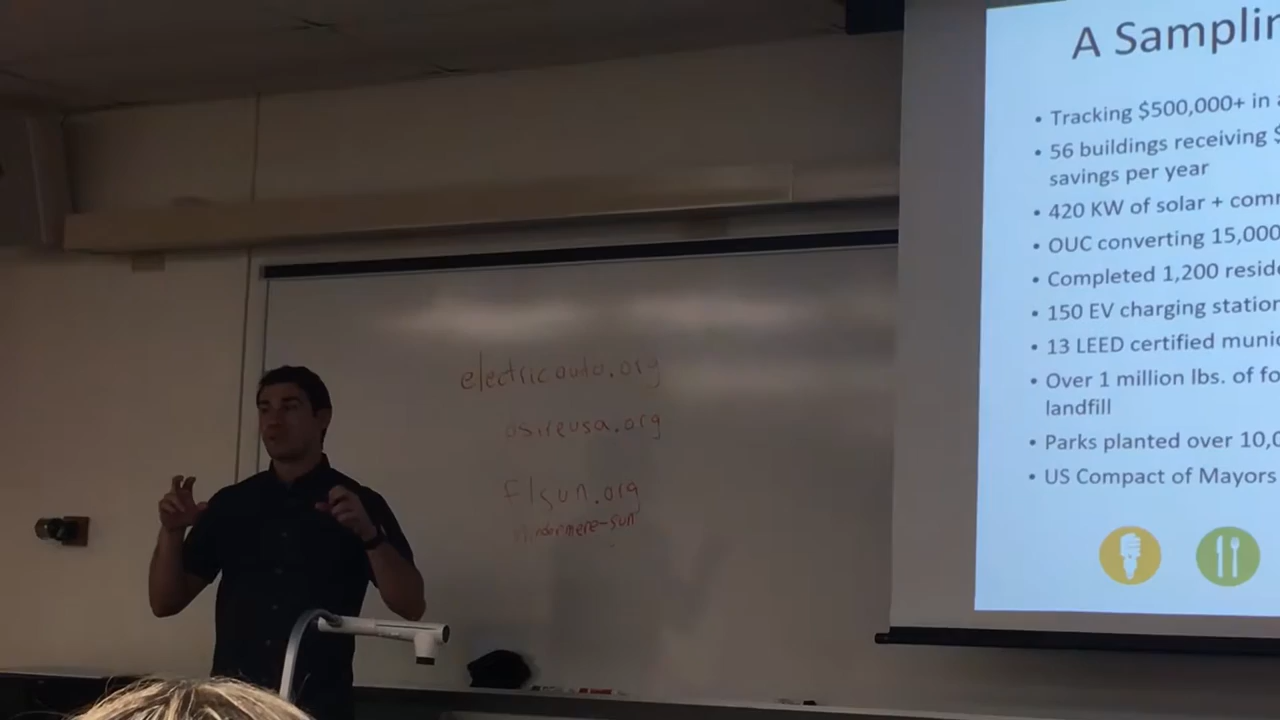 electricauto.org
flsun.org
A Samplin
• Tracking $500,000+ in a
• 56 buildings receiving $
savings per year
• 420 KW of solar + comm
• OUC converting 15,000
• Completed 1,200 reside
• 150 EV charging station
• 13 LEED certified munic
• Over 1 million lbs. of fo
landfill
• Parks planted over 10,0
• US Compact of Mayors